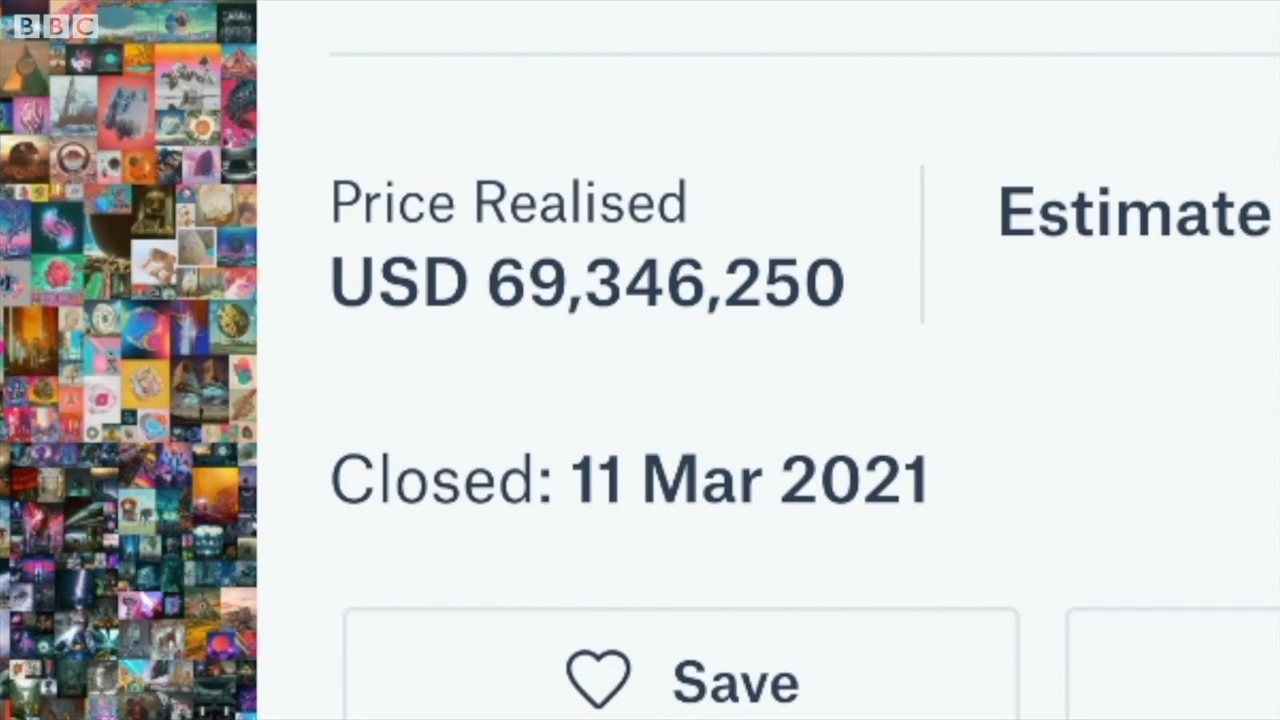 BBC
Price Realised
USD 69,346,250
Estimate
Closed: 11 Mar 2021
Save